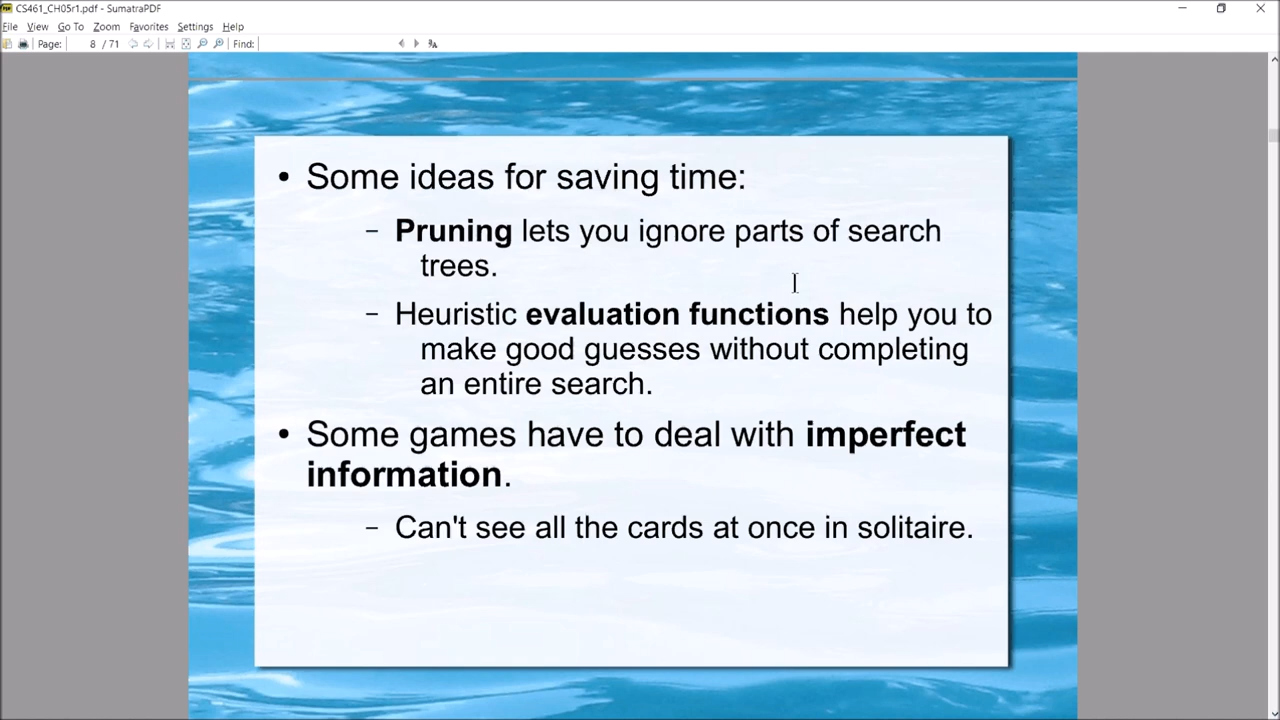 CS461_CH05r1.pdf - SumatraPDF
File View Go To Zoom Favorites Settings Help
Page: 8 / 71 Find:
• Some ideas for saving time:
– Pruning lets you ignore parts of search
trees.
– Heuristic evaluation functions help you to
make good guesses without completing
an entire search.
• Some games have to deal with imperfect
information.
– Can't see all the cards at once in solitaire.